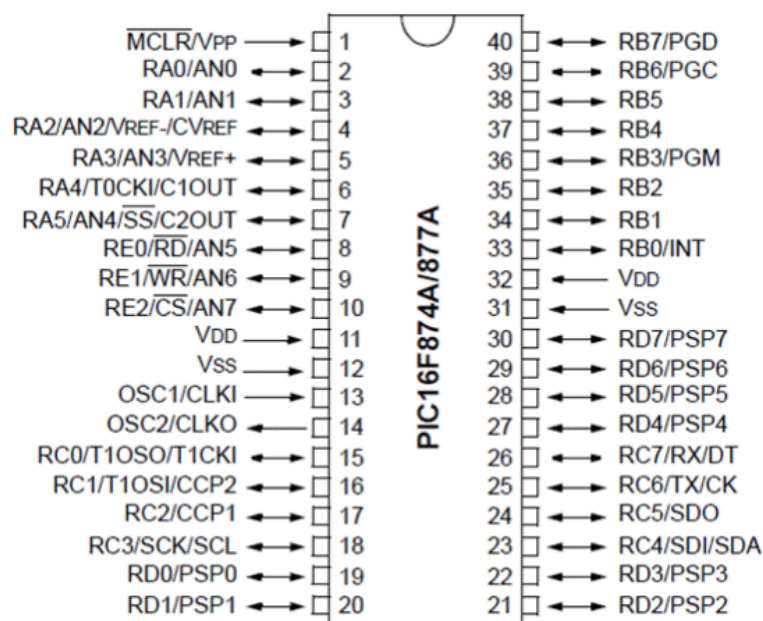 MCLR/VPP 1 40 RB7/PGD
RA0/AN0 2 39 RB6/PGC
RA1/AN1 3 38 RB5
RA2/AN2/VREF-/CVREF 4 37 RB4
RA3/AN3/VREF+ 5 36 RB3/PGM
RA4/T0CKI/C1OUT 6 35 RB2
RA5/AN4/SS/C2OUT 7 34 RB1
RE0/RD/AN5 8 33 RB0/INT
RE1/WR/AN6 9 32 VDD
RE2/CS/AN7 10 31 VSS
VDD 11 30 RD7/PSP7
VSS 12 29 RD6/PSP6
OSC1/CLKI 13 28 RD5/PSP5
OSC2/CLKO 14 27 RD4/PSP4
RC0/T1OSO/T1CKI 15 26 RC7/RX/DT
RC1/T1OSI/CCP2 16 25 RC6/TX/CK
RC2/CCP1 17 24 RC5/SDO
RC3/SCK/SCL 18 23 RC4/SDI/SDA
RD0/PSP0 19 22 RD3/PSP3
RD1/PSP1 20 21 RD2/PSP2
PIC16F874A/877A